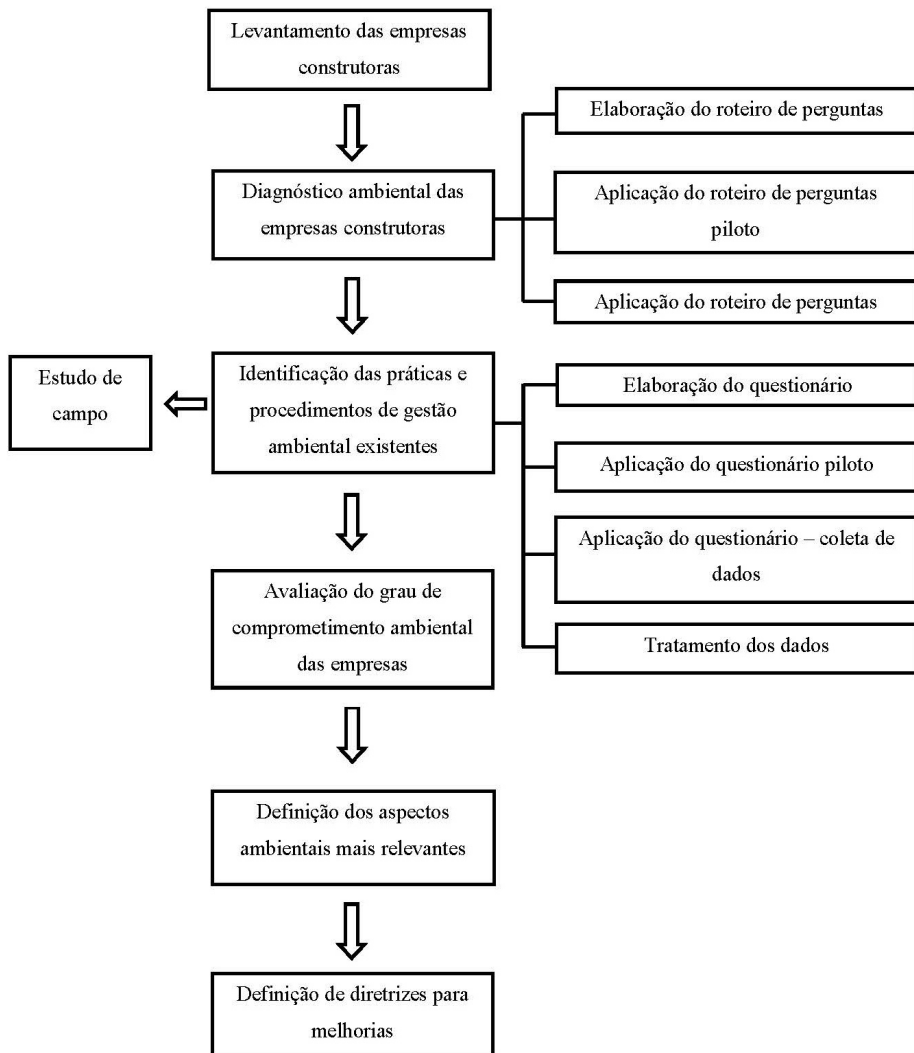 Levantamento das empresas
construtoras
Elaboração do roteiro de perguntas
Diagnóstico ambiental das
empresas construtoras
Aplicação do roteiro de perguntas
piloto
Aplicação do roteiro de perguntas
Estudo de
campo
Identificação das práticas e
procedimentos de gestão
ambiental existentes
Elaboração do questionário
Aplicação do questionário piloto
Aplicação do questionário – coleta de
dados
Tratamento dos dados
Avaliação do grau de
comprometimento ambiental
das empresas
Definição dos aspectos
ambientais mais relevantes
Definição de diretrizes para
melhorias